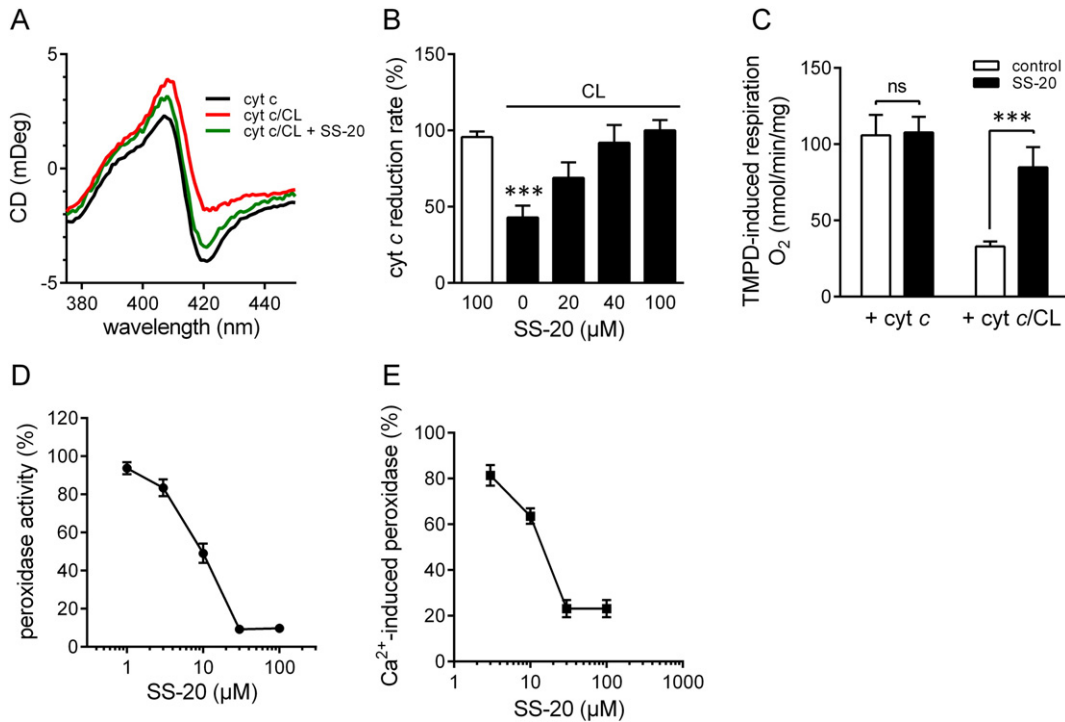 A
CD (mDeg)
5
0
-5
380 400 420 440
wavelength (nm)
cyt c
cyt c/CL
cyt c/CL + SS-20
B
cyt c reduction rate (%)
150
100
50
0
CL
***
100 0 20 40 100
SS-20 (µM)
C
TMPD-induced respiration
O₂ (nmol/min/mg)
150
100
50
0
control
SS-20
ns
***
+ cyt c + cyt c/CL
D
peroxidase activity (%)
120
100
80
60
40
20
0
1 10 100
SS-20 (µM)
E
Ca²⁺-induced peroxidase (%)
100
80
60
40
20
0
1 10 100 1000
SS-20 (µM)